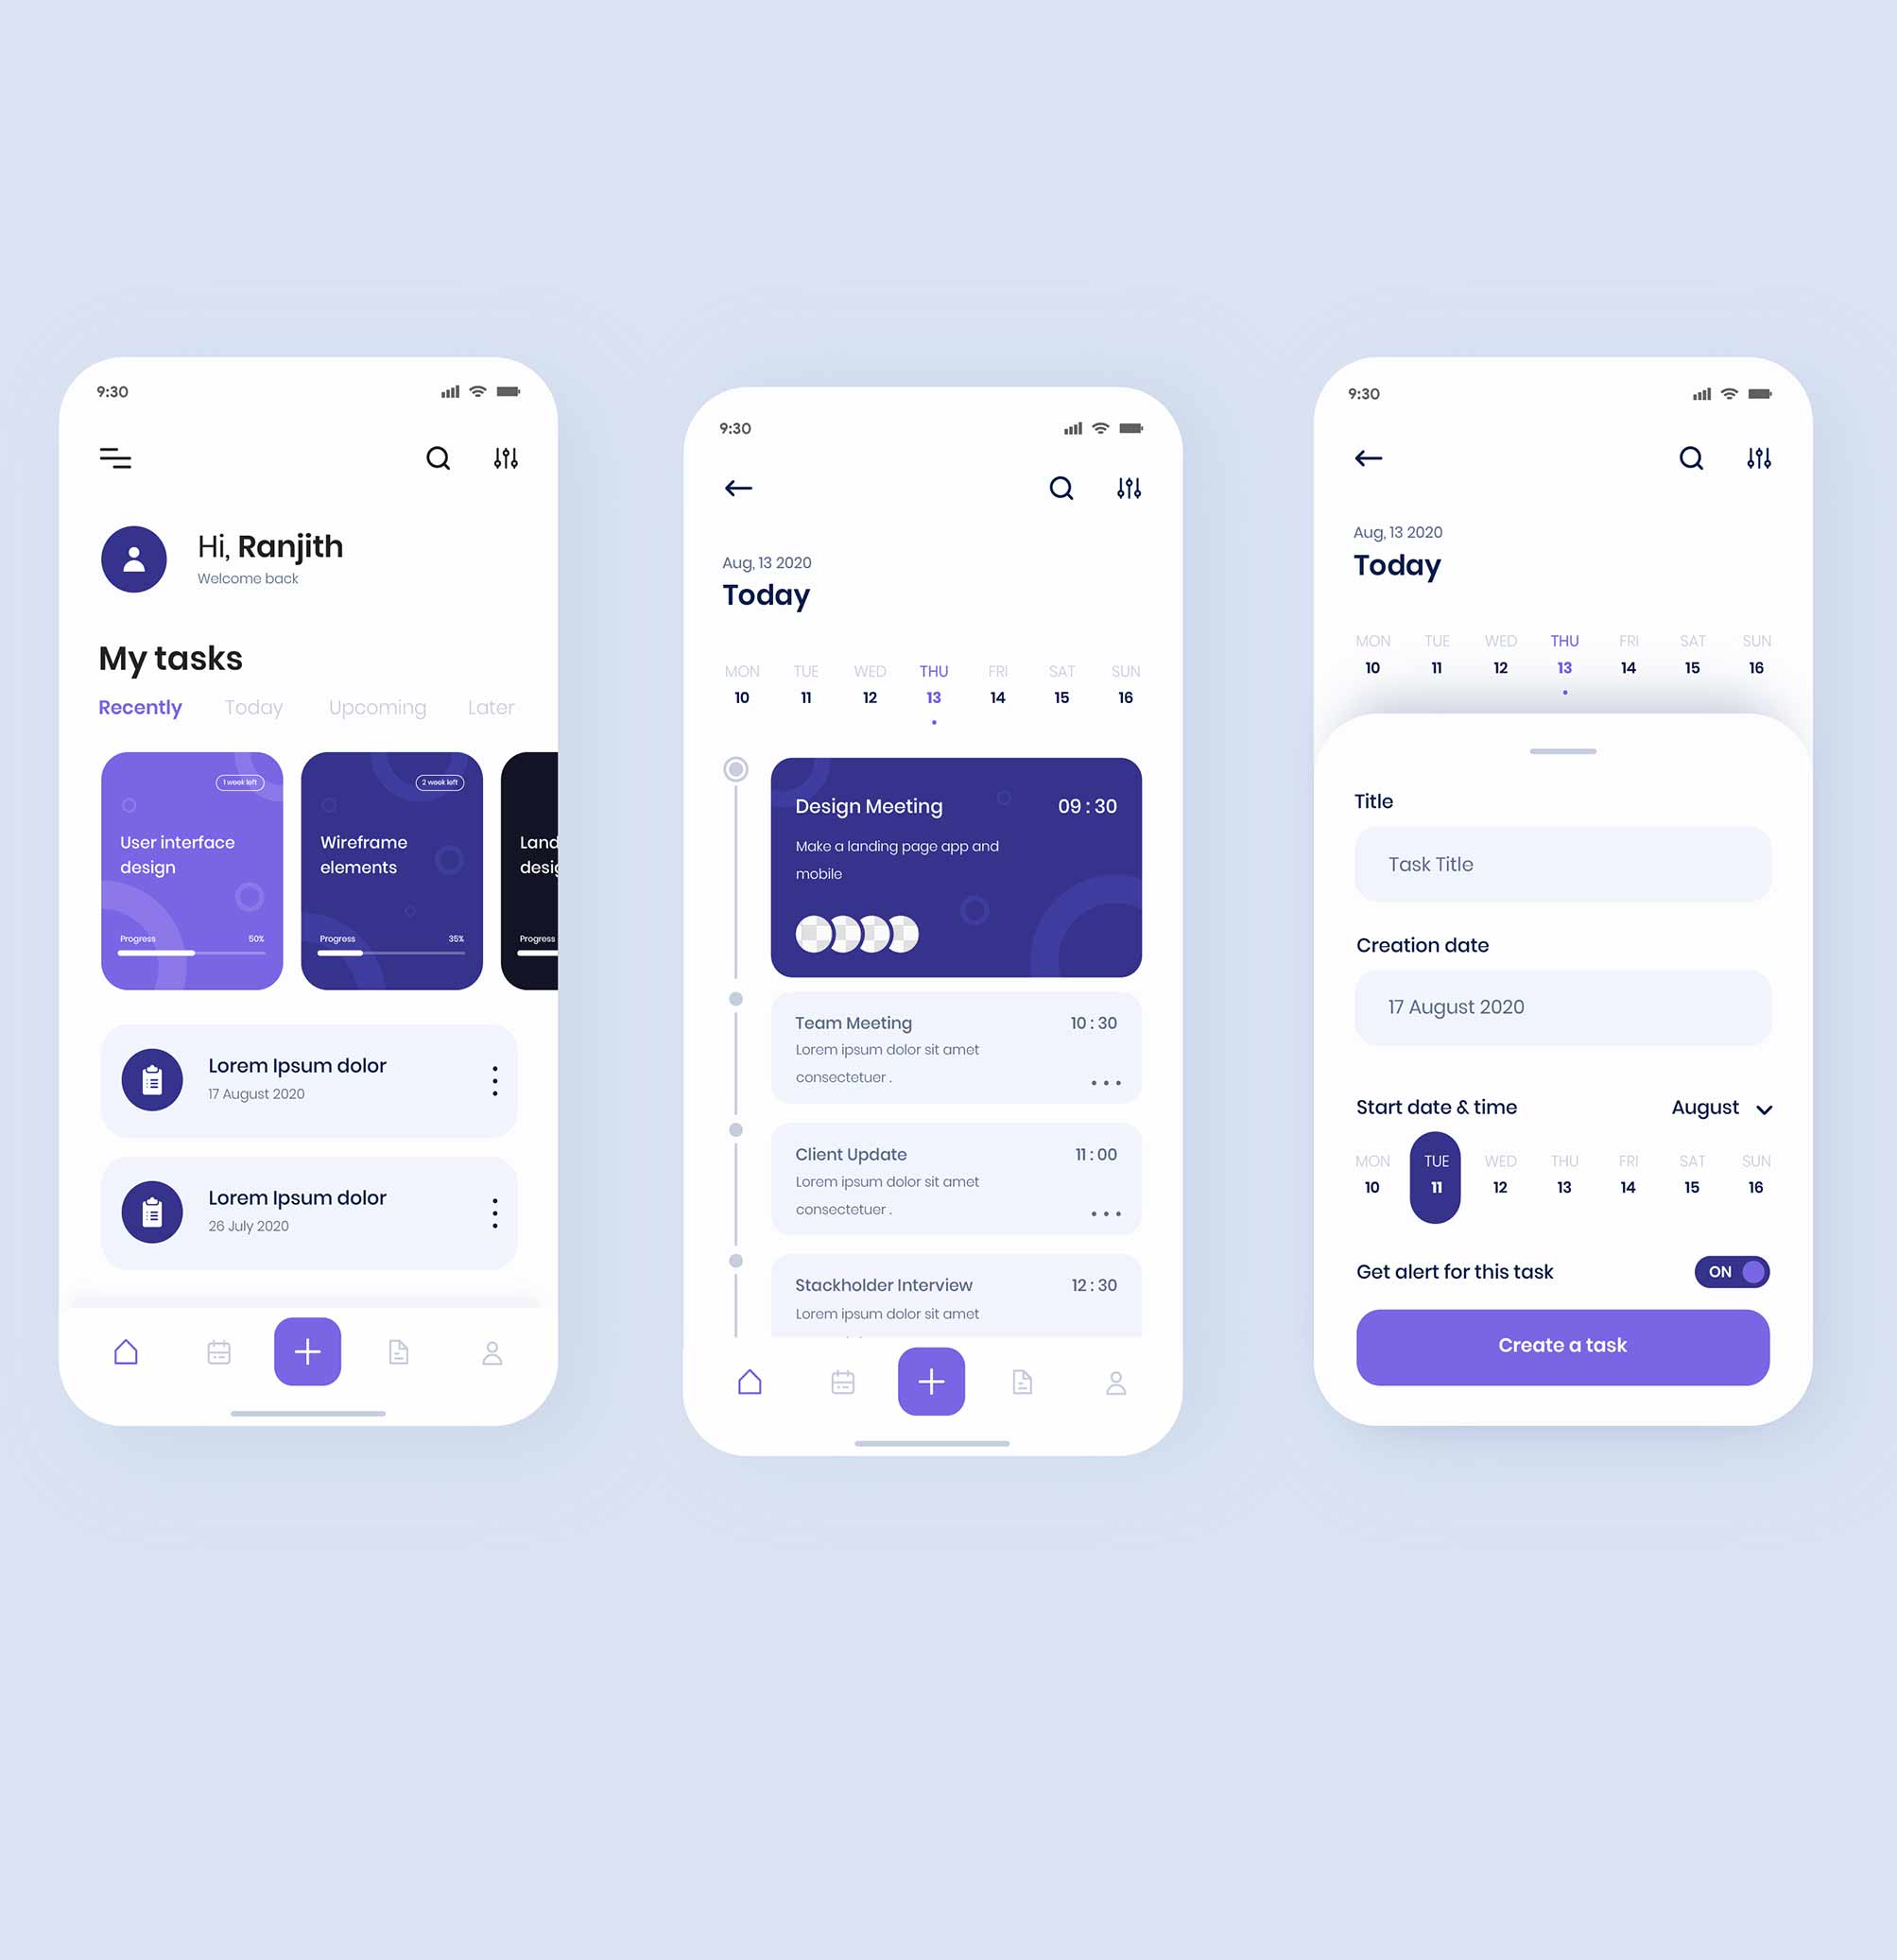 9:30
Hi, Ranjith
Welcome back
My tasks
Recently Today Upcoming Later
1 week left
User interface
design
Progress 50%
2 week left
Wireframe
elements
Progress 35%
Land
desig
Progress
Lorem Ipsum dolor
17 August 2020
Lorem Ipsum dolor
26 July 2020
9:30
Aug, 13 2020
Today
MON TUE WED THU FRI SAT SUN
10 11 12 13 14 15 16
Design Meeting 09 : 30
Make a landing page app and
mobile
Team Meeting 10 : 30
Lorem ipsum dolor sit amet
consectetuer .
Client Update 11 : 00
Lorem ipsum dolor sit amet
consectetuer .
Stackholder Interview 12 : 30
Lorem ipsum dolor sit amet
9:30
Aug, 13 2020
Today
MON TUE WED THU FRI SAT SUN
10 11 12 13 14 15 16
Title
Task Title
Creation date
17 August 2020
Start date & time August
MON TUE WED THU FRI SAT SUN
10 11 12 13 14 15 16
Get alert for this task ON
Create a task